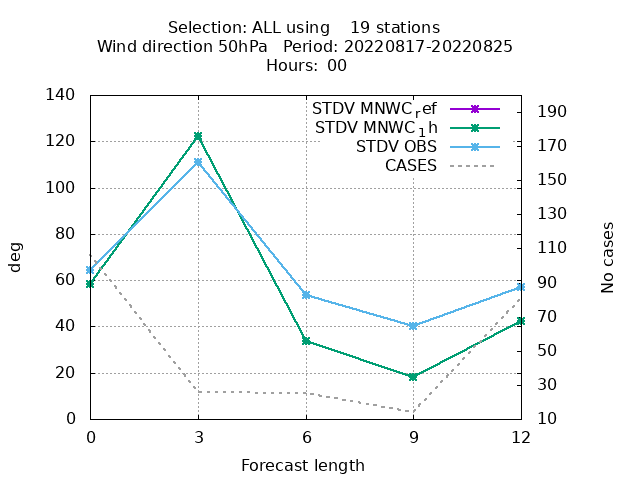 Selection: ALL using    19 stations
Wind direction 50hPa   Period: 20220817-20220825
Hours:  00
STDV MNWC_ref
STDV MNWC_1h
STDV OBS
CASES
140
120
100
80
60
40
20
0
deg
190
170
150
130
110
90
70
50
30
10
No cases
0 3 6 9 12
Forecast length